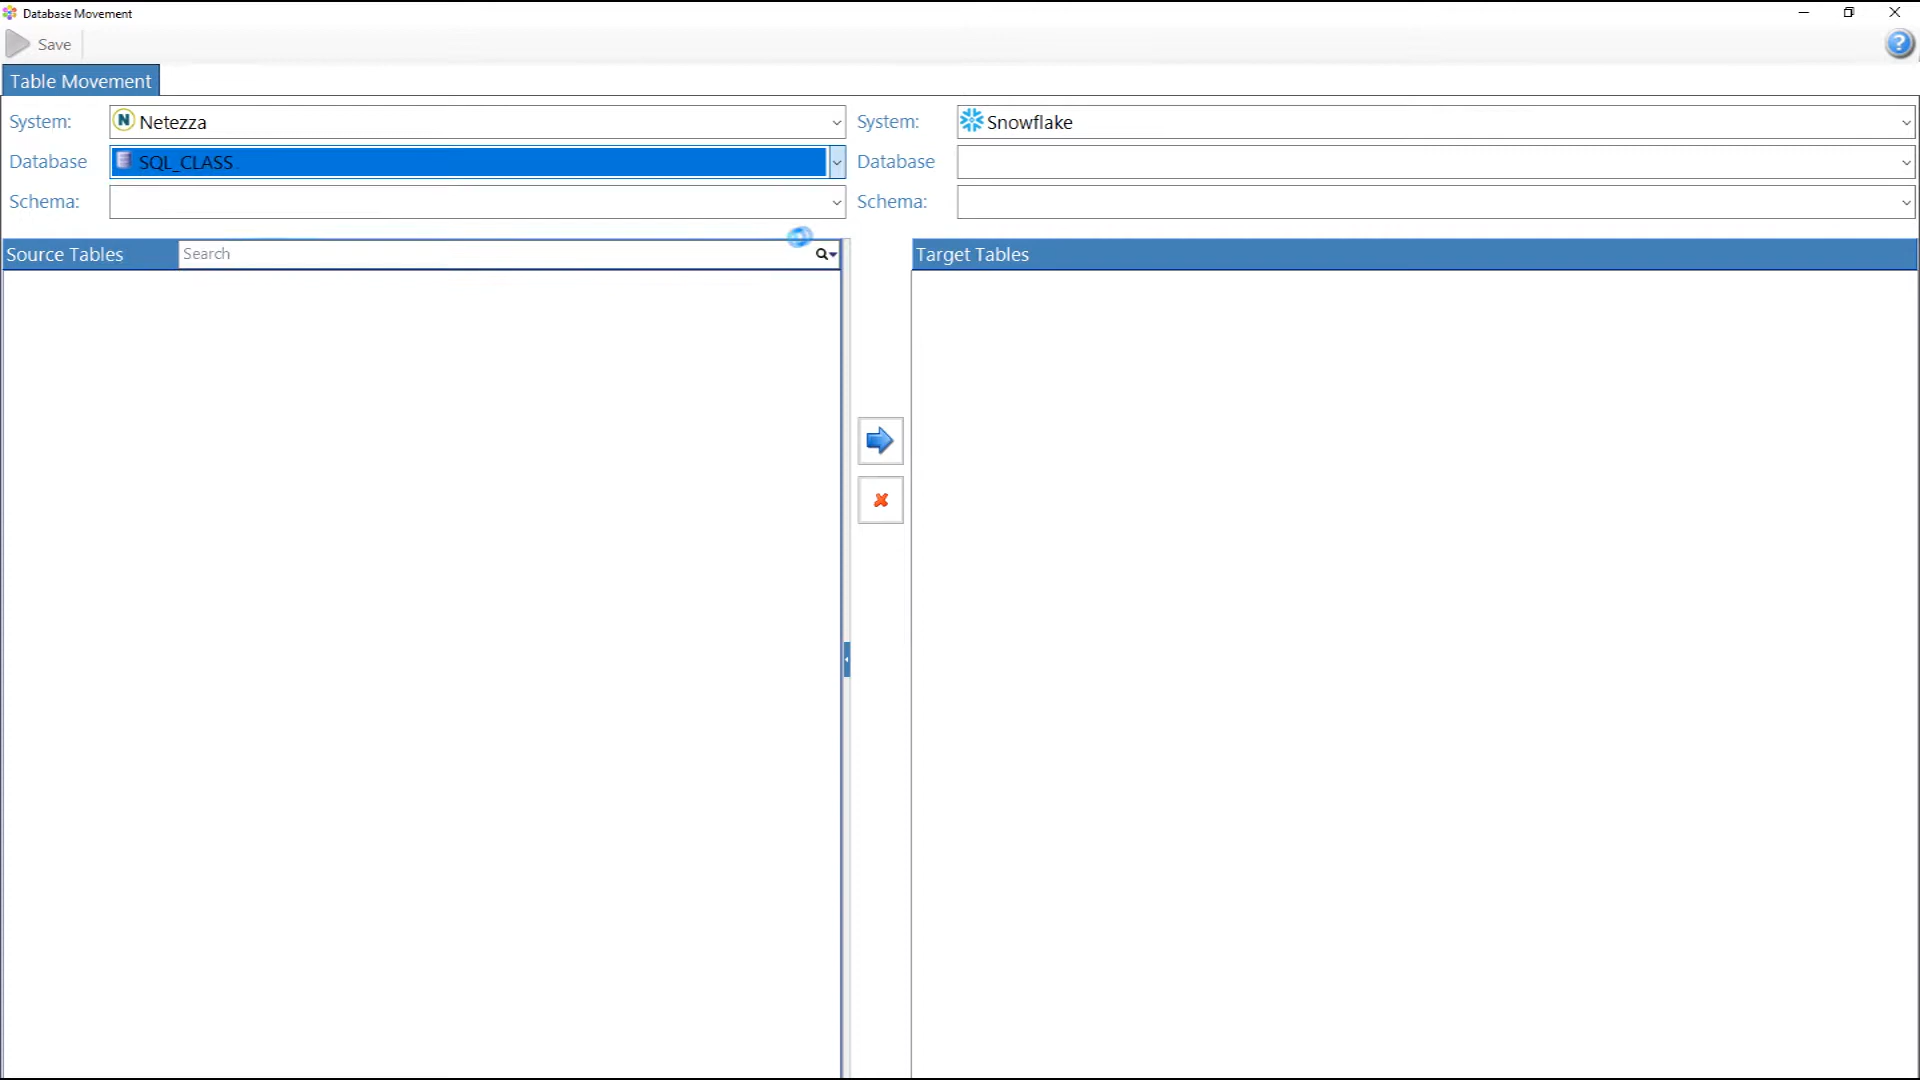 Database Movement
Save
Table Movement
System: Netezza System: Snowflake
Database SQL_CLASS Database
Schema: Schema:
Source Tables Search Target Tables